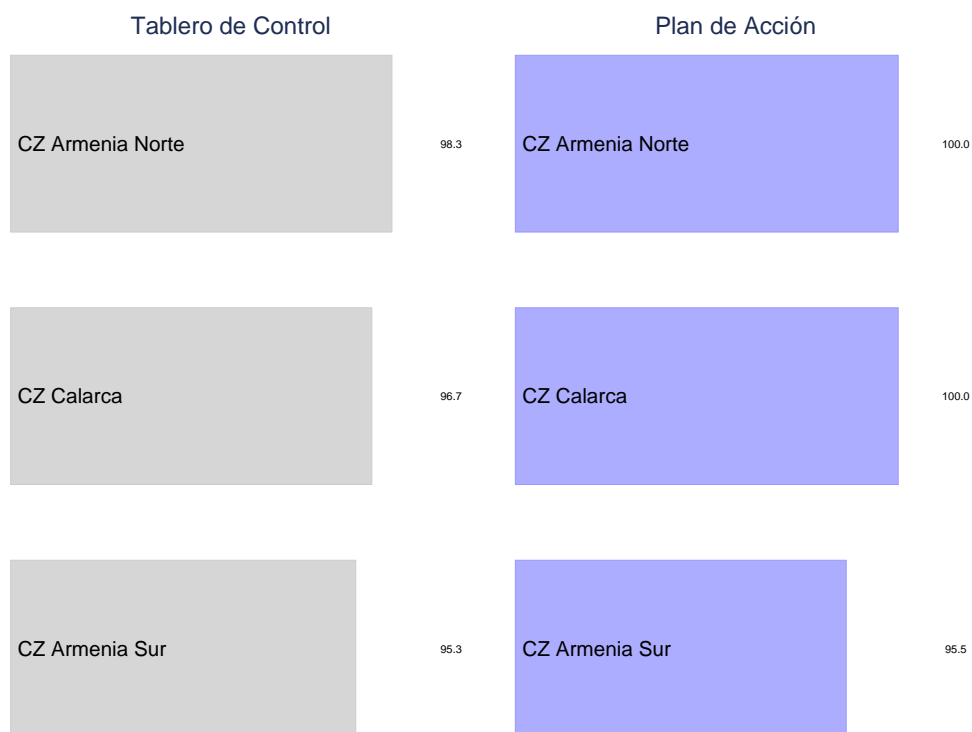 Tablero de Control
Plan de Acción
CZ Armenia Norte 98.3
CZ Armenia Norte 100.0
CZ Calarca 96.7
CZ Calarca 100.0
CZ Armenia Sur 95.3
CZ Armenia Sur 95.5